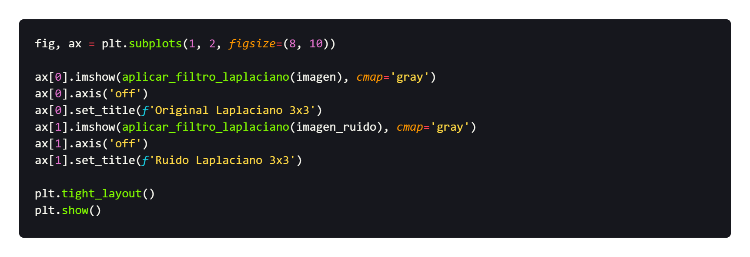 fig, ax = plt.subplots(1, 2, figsize=(8, 10))
ax[0].imshow(aplicar_filtro_laplaciano(imagen), cmap='gray')
ax[0].axis('off')
ax[0].set_title(f'Original Laplaciano 3x3')
ax[1].imshow(aplicar_filtro_laplaciano(imagen_ruido), cmap='gray')
ax[1].axis('off')
ax[1].set_title(f'Ruido Laplaciano 3x3')
plt.tight_layout()
plt.show()